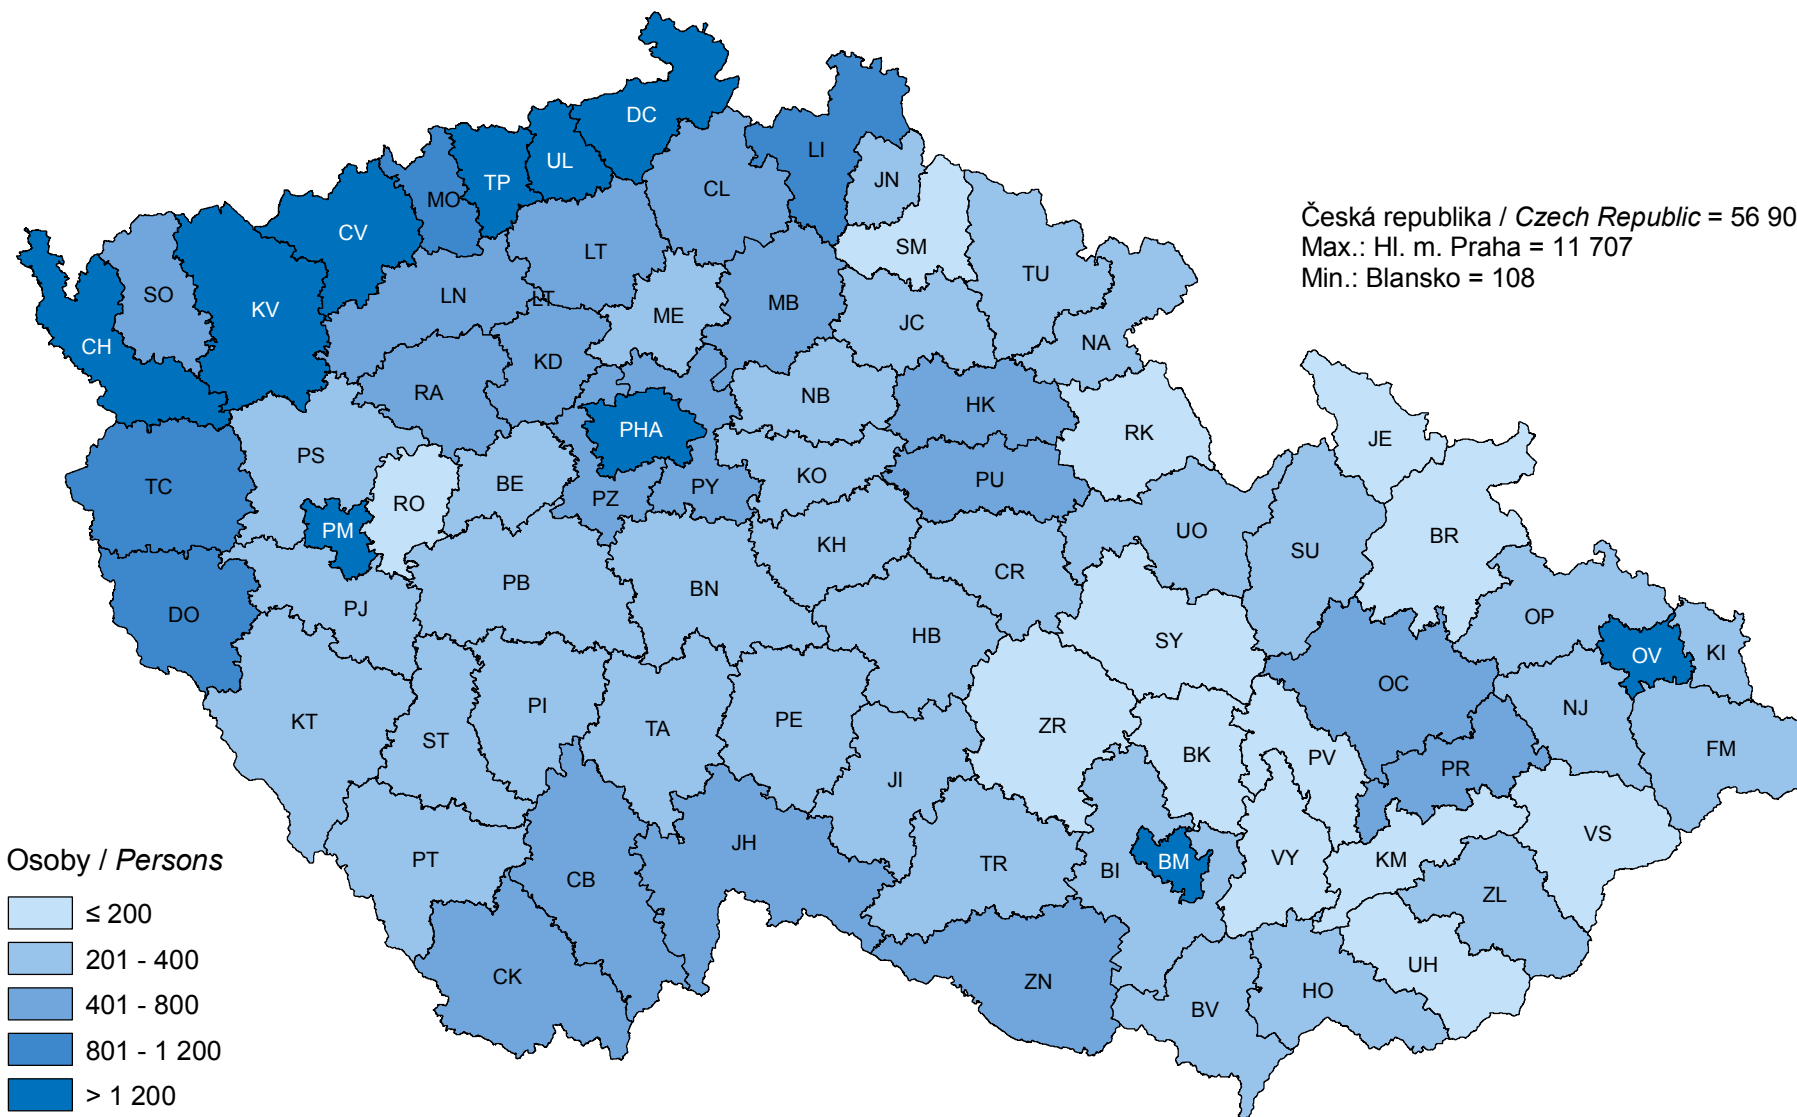 DC
LI
UL
TP
JN
CL
MO
CV
SM
Česká republika / Czech Republic = 56 90
Max.: Hl. m. Praha = 11 707
Min.: Blansko = 108
LT
TU
SO
KV
LN
LT
MB
ME
JC
CH
NA
KD
RA
NB
HK
PHA
RK
JE
PS
TC
RO
BE
PZ
PY
KO
PU
PM
UO
SU
BR
KH
CR
PB
BN
PJ
DO
HB
SY
OP
OV
KI
OC
KT
ST
PI
TA
PE
ZR
BK
PV
NJ
FM
PR
JI
VS
Osoby / Persons
PT
CB
JH
TR
BI
BM
VY
KM
ZL
≤ 200
201 - 400
401 - 800
801 - 1 200
> 1 200
CK
ZN
BV
HO
UH